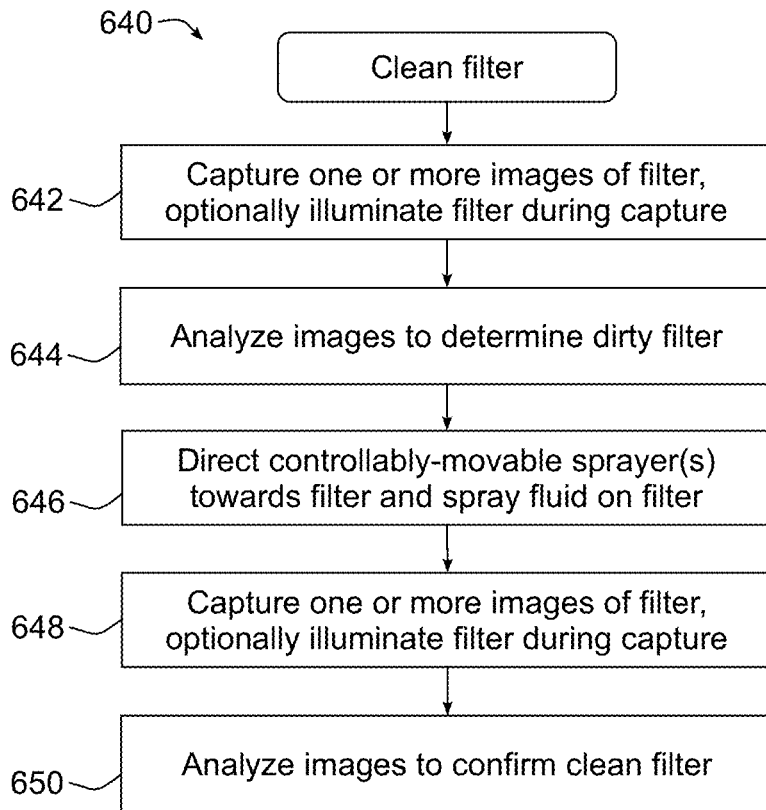 640
Clean filter
642
Capture one or more images of filter,
optionally illuminate filter during capture
644
Analyze images to determine dirty filter
646
Direct controllably-movable sprayer(s)
towards filter and spray fluid on filter
648
Capture one or more images of filter,
optionally illuminate filter during capture
650
Analyze images to confirm clean filter